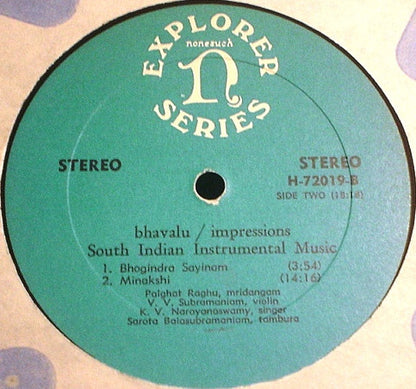 EXPLORER
nonesuch
n
SERIES
STEREO
STEREO
H-72019-B
SIDE TWO (18:14)
bhavalu / impressions
South Indian Instrumental Music
1. Bhogindra Sayinam (3:54)
2. Minakshi (14:16)
Palghat Raghu, mridangam
V. V. Subramaniam, violin
K. V. Narayanaswamy, singer
Sarota Balasubramaniam, tambura